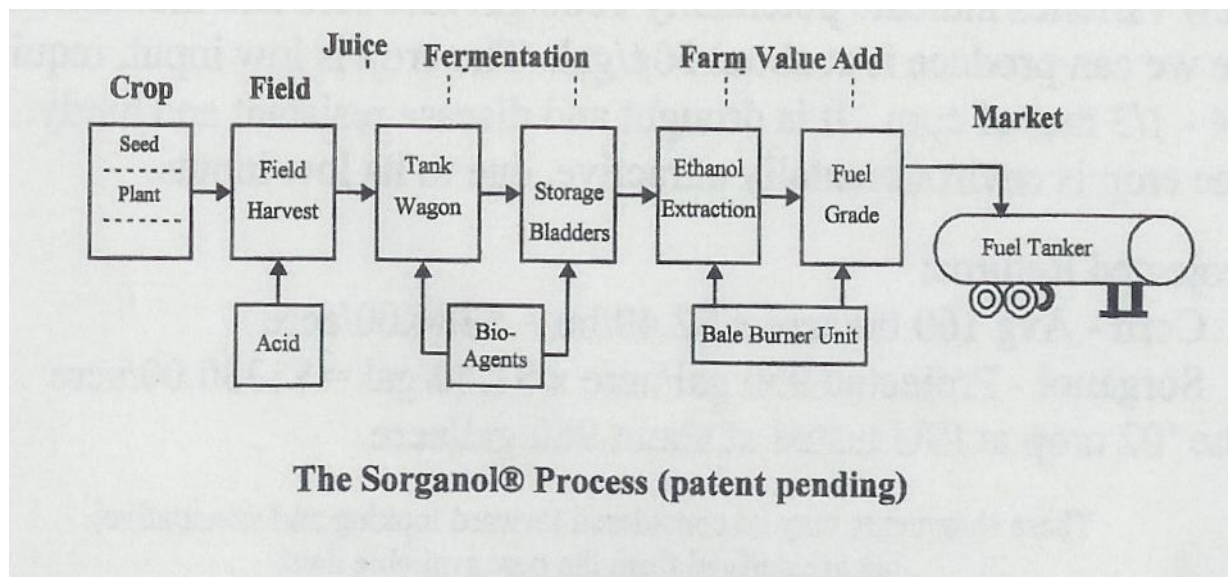 Juice Fermentation Farm Value Add
Crop Field
Market
Seed
Plant
Field
Harvest
Tank
Wagon
Storage
Bladders
Ethanol
Extraction
Fuel
Grade
Fuel Tanker
Acid
Bio-
Agents
Bale Burner Unit
The Sorganol® Process (patent pending)